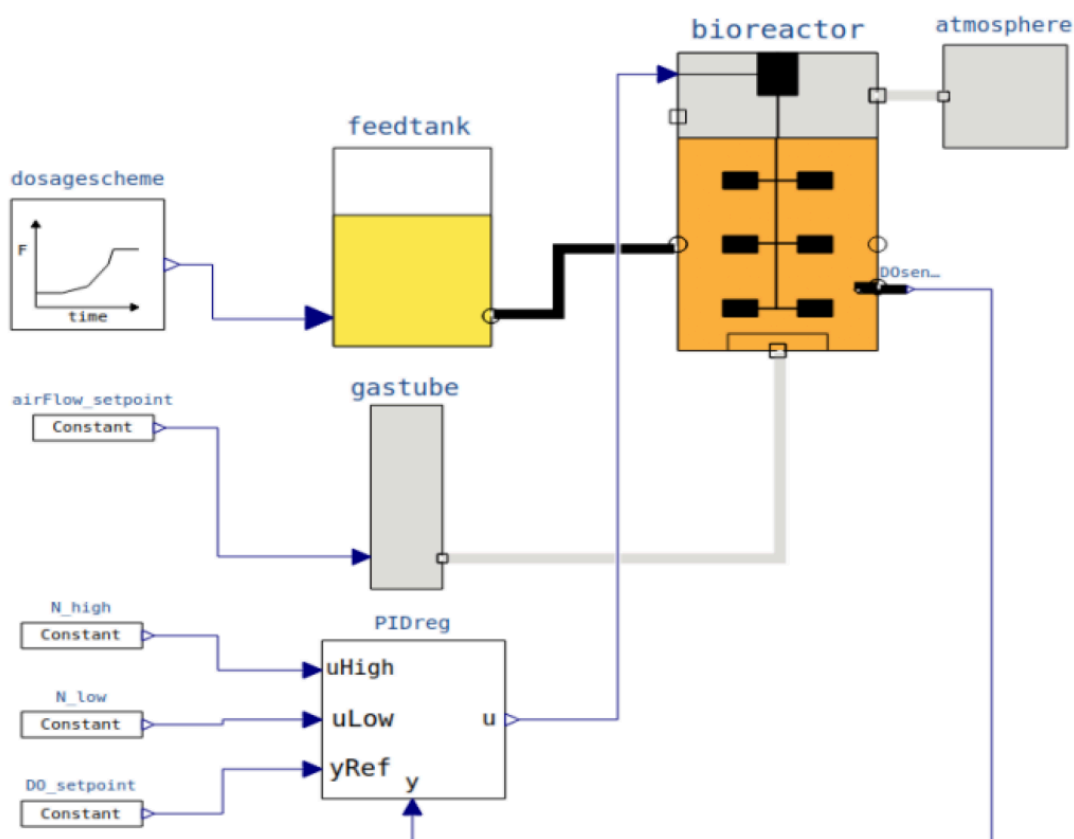 bioreactor
atmosphere
feedtank
dosagescheme
F
time
DOsen…
gastube
airFlow_setpoint
Constant
N_high
Constant
PIDreg
uHigh
N_low
Constant
uLow
u
yRef
y
DO_setpoint
Constant